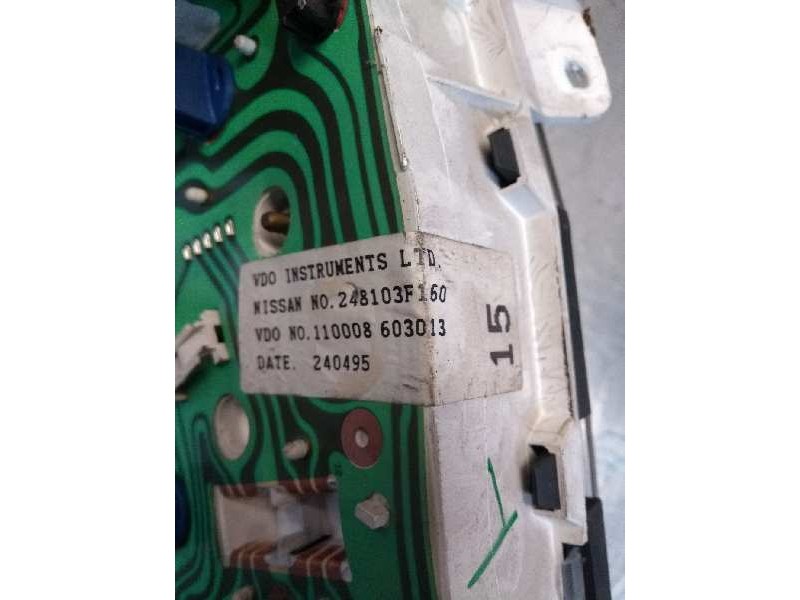 VDO INSTRUMENTS LTD.
NISSAN NO.248103F160
VDO NO.110008 603013
DATE. 240495
15